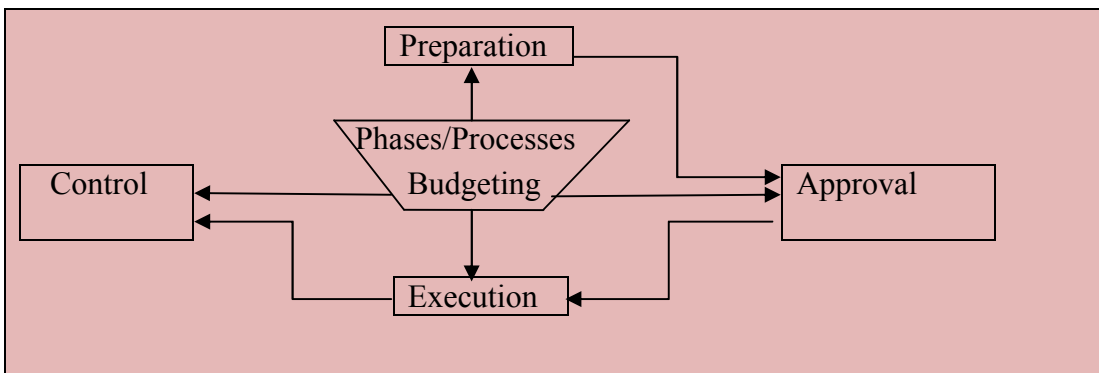 Preparation
Phases/Processes
Budgeting
Control
Approval
Execution